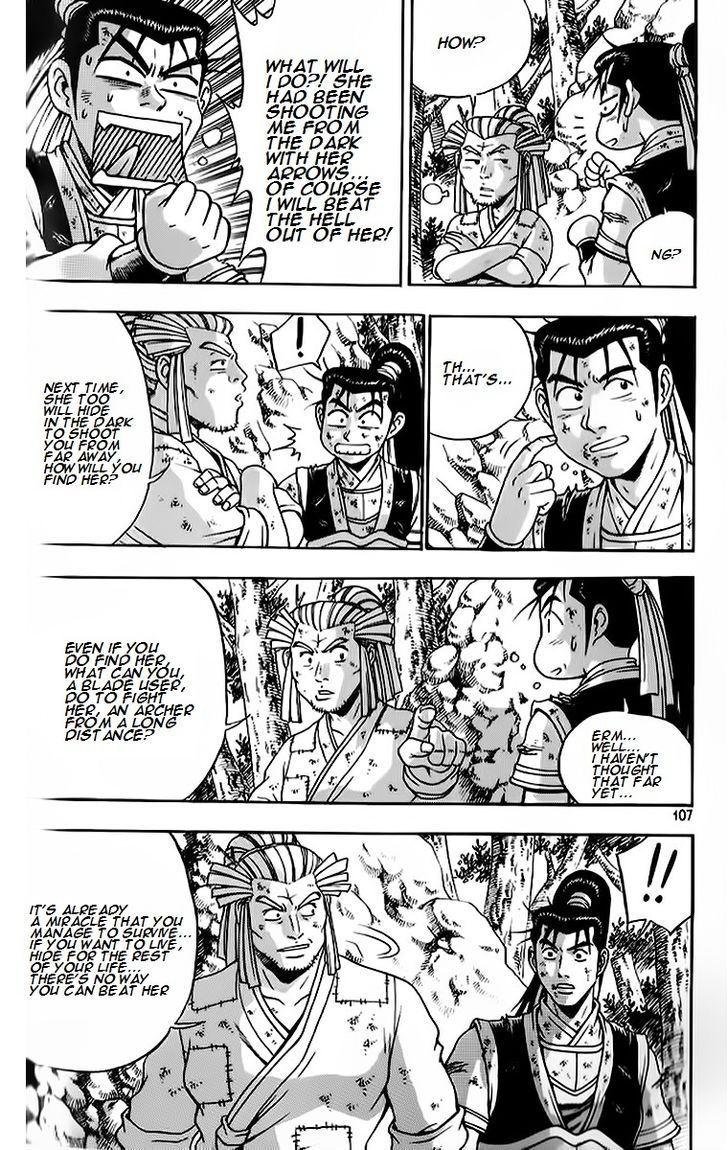 WHAT WILL
I DO?! SHE
HAD BEEN
SHOOTING
ME FROM
THE DARK
WITH HER
ARROWS...
OF COURSE
I WILL BEAT
THE HELL
OUT OF HER!
HOW?
NG?
NEXT TIME,
SHE TOO
WILL HIDE
IN THE DARK
TO SHOOT
YOU FROM
FAR AWAY.
HOW WILL YOU
FIND HER?
!
TH...
THAT'S...
EVEN IF YOU
DO FIND HER,
WHAT CAN YOU,
A BLADE USER,
DO TO FIGHT
HER, AN ARCHER
FROM A LONG
DISTANCE?
ERM...
WELL...
I HAVEN'T
THOUGHT
THAT FAR
YET...
107
IT'S ALREADY
A MIRACLE THAT YOU
MANAGE TO SURVIVE...
IF YOU WANT TO LIVE,
HIDE FOR THE REST
OF YOUR LIFE...
THERE'S NO WAY
YOU CAN BEAT HER
!!